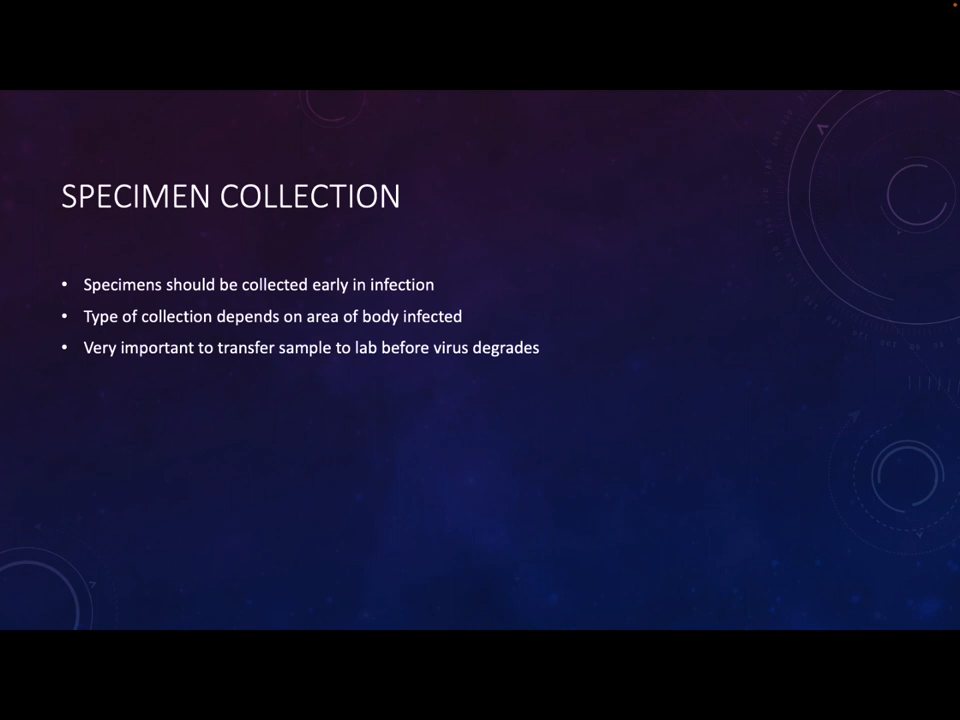 SPECIMEN COLLECTION
• Specimens should be collected early in infection
• Type of collection depends on area of body infected
• Very important to transfer sample to lab before virus degrades